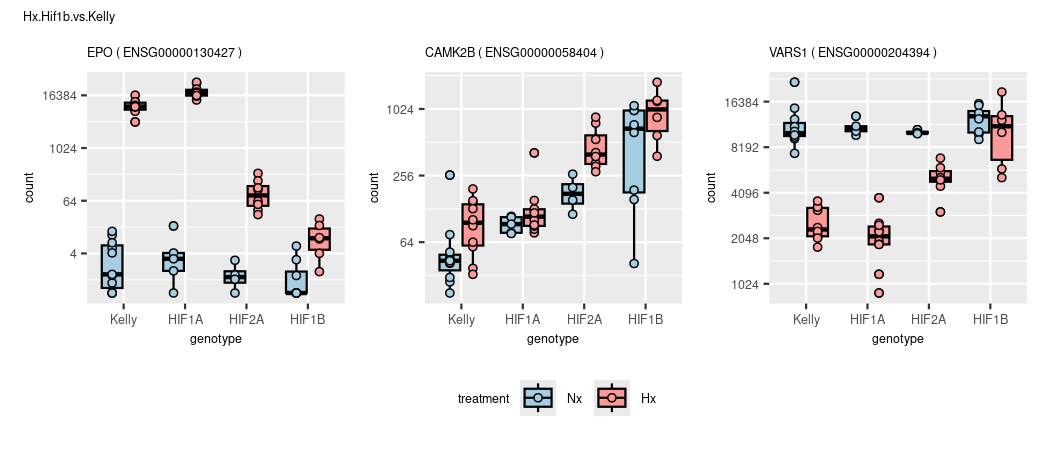 Hx.Hif1b.vs.Kelly
EPO ( ENSG00000130427 )
count
16384
1024
64
4
Kelly HIF1A HIF2A HIF1B
genotype
CAMK2B ( ENSG00000058404 )
count
1024
256
64
Kelly HIF1A HIF2A HIF1B
genotype
VARS1 ( ENSG00000204394 )
count
16384
8192
4096
2048
1024
Kelly HIF1A HIF2A HIF1B
genotype
treatment Nx Hx